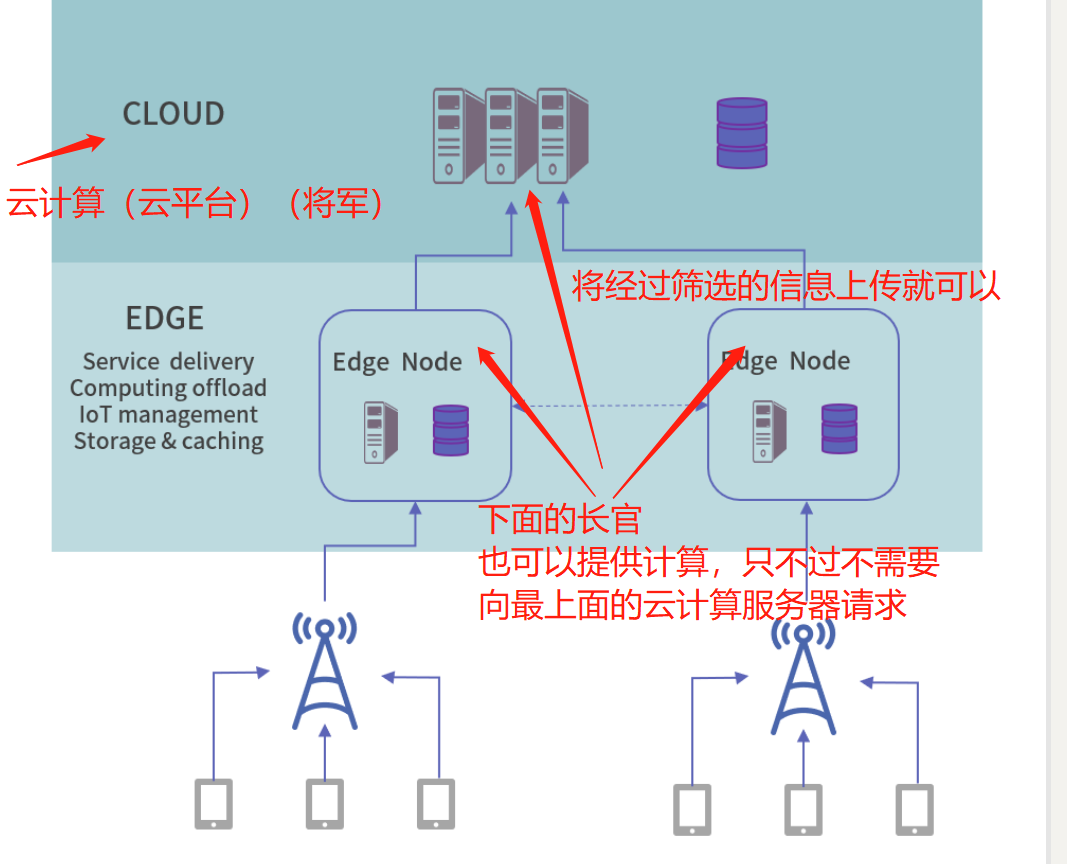 CLOUD
云计算（云平台）（将军）
将经过筛选的信息上传就可以
EDGE
Service delivery
Computing offload
IoT management
Storage & caching
Edge Node
Edge Node
下面的长官
也可以提供计算，只不过不需要
向最上面的云计算服务器请求